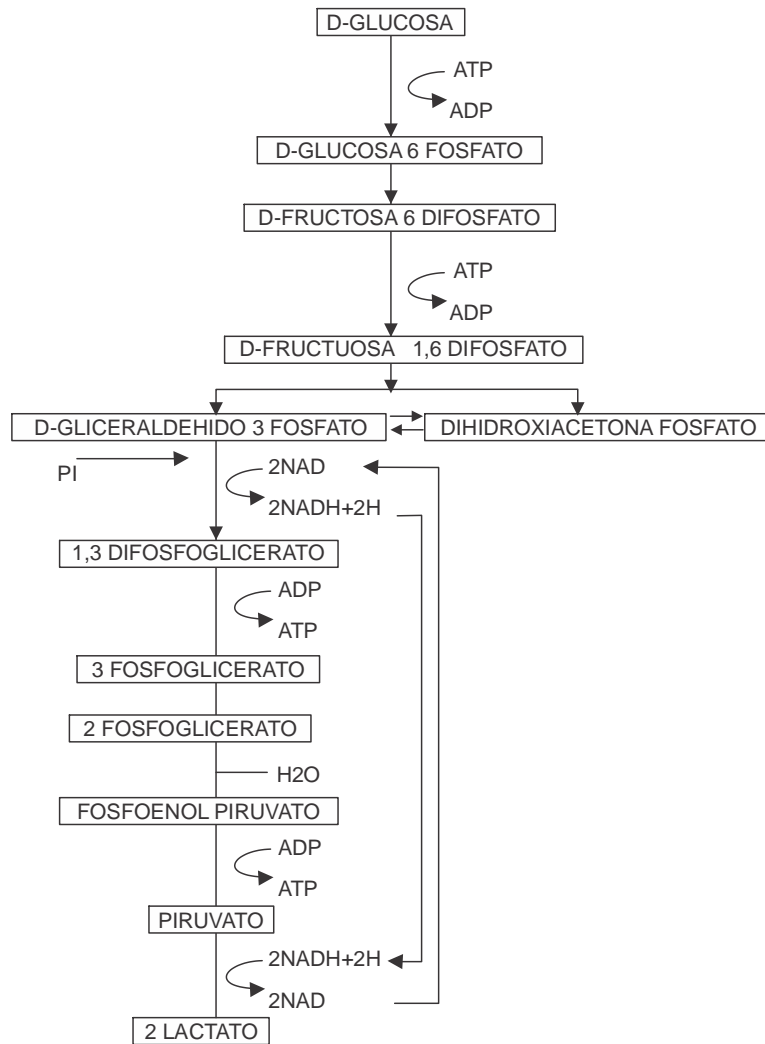 D-GLUCOSA
ATP
ADP
D-GLUCOSA 6 FOSFATO
D-FRUCTOSA 6 DIFOSFATO
ATP
ADP
D-FRUCTUOSA 1,6 DIFOSFATO
D-GLICERALDEHIDO 3 FOSFATO
DIHIDROXIACETONA FOSFATO
PI
2NAD
2NADH+2H
1,3 DIFOSFOGLICERATO
ADP
ATP
3 FOSFOGLICERATO
2 FOSFOGLICERATO
H2O
FOSFOENOL PIRUVATO
ADP
ATP
PIRUVATO
2NADH+2H
2NAD
2 LACTATO